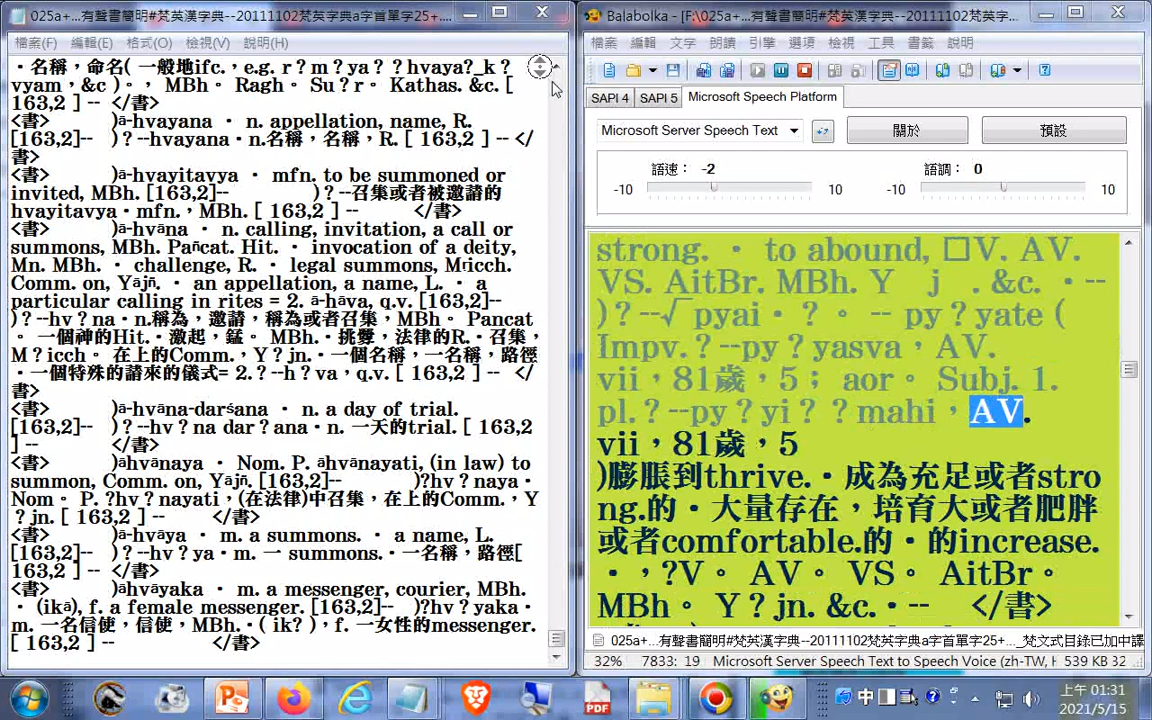 025a+...有聲書簡明#梵英漢字典--20111102梵英字典a字首單字25+...
檔案(F) 編輯(E) 格式(O) 檢視(V) 說明(H)
・名稱，命名( 一般地ifc.，e.g. r？m？ya？？hvaya?_k？
vyam，&c )。，MBh。Ragh。Su？r。Kathas. &c. [
163,2 ] -- </書>
<書> )ā-hvayana ・ n. appellation, name, R.
[163,2]-- )？--hvayana・n.名稱，名稱，R. [ 163,2 ] -- </
書>
<書> )ā-hvayitavya ・ mfn. to be summoned or
invited, MBh. [163,2]-- )？--召集或者被邀請的
hvayitavya・mfn.，MBh. [ 163,2 ] -- </書>
<書> )ā-hvāna ・ n. calling, invitation, a call or
summons, MBh. Pañcat. Hit. ・ invocation of a deity,
Mn. MBh. ・ challenge, R. ・ legal summons, Mṛicch.
Comm. on, Yājñ. ・ an appellation, a name, L. ・ a
particular calling in rites = 2. ā-hāva, q.v. [163,2]--
)？--hv？na・n.稱為，邀請，稱為或者召集，MBh。Pancat
。一個神的Hit.・激起，錳。MBh.・挑釁，法律的R.・召集，
M？icch。在上的Comm.，Y？jn.・一個名稱，一名稱，路徑
・一個特殊的請來的儀式= 2.？--h？va，q.v. [ 163,2 ] -- </
書>
<書> )ā-hvāna-darśana ・ n. a day of trial.
[163,2]-- )？--hv？na dar？ana・n. 一天的trial. [ 163,2
] -- </書>
<書> )āhvānaya ・ Nom. P. āhvānayati, (in law) to
summon, Comm. on, Yājñ. [163,2]-- )?hv？naya・
Nom。P. ?hv？nayati，(在法律)中召集，在上的Comm.，Y
？jn. [ 163,2 ] -- </書>
<書> )ā-hvāya ・ m. a summons. ・ a name, L.
[163,2]-- )？--hv？ya・m. 一 summons.・一名稱，路徑[
163,2 ] -- </書>
<書> )āhvāyaka ・ m. a messenger, courier, MBh.
・ (ikā), f. a female messenger. [163,2]-- )?hv？yaka・
m. 一名信使，信使，MBh.・( ik？)，f. 一女性的messenger.
[ 163,2 ] -- </書>
Balabolka - [F:\025a+...有聲書簡明#梵英漢字典--20111102梵英字...
檔案 編輯 文字 朗讀 引擎 選項 檢視 工具 書籤 說明
SAPI 4 SAPI 5 Microsoft Speech Platform
Microsoft Server Speech Text 關於 預設
語速： -2 語調： 0
-10 10 -10 10
strong. ・ to abound, □V. AV.
VS. AitBr. MBh. Y j . &c. ・--
)？--√ pyai・？。 -- py？yate (
Impv.？--py？yasva，AV.
vii，81歲，5； aor。 Subj. 1.
pl.？--py？yi？？mahi，AV.
vii，81歲，5
)膨脹到thrive.・成為充足或者stro
ng.的・大量存在，培育大或者肥胖
或者comfortable.的・的increase.
・，?V。 AV。 VS。 AitBr。
MBh。 Y？jn. &c.・-- </書>
025a+...有聲書簡明#梵英漢字典--20111102梵英字典a字首單字25+..._梵文式目錄已加中譯
32% 7833: 19 Microsoft Server Speech Text to Speech Voice (zh-TW, H 539 KB 32
中
上午 01:31
2021/5/15
PDF